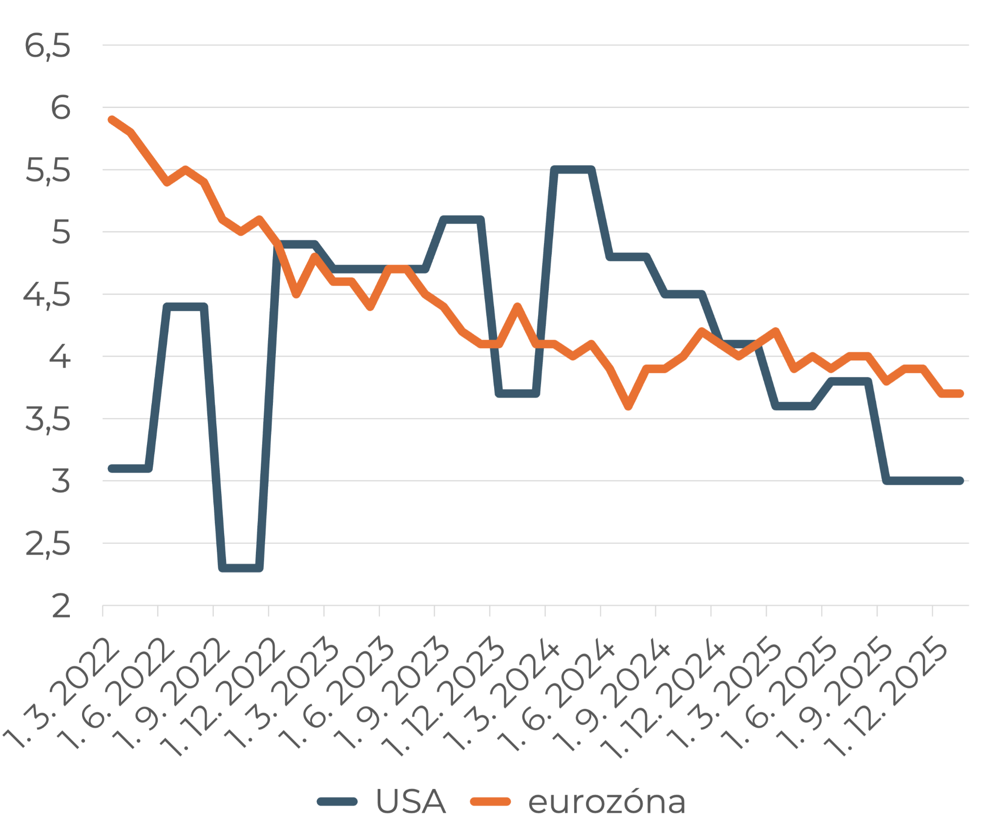 6,5
6
5,5
5
4,5
4
3,5
3
2,5
2
1. 3. 2022
1. 6. 2022
1. 9. 2022
1. 12. 2022
1. 3. 2023
1. 6. 2023
1. 9. 2023
1. 12. 2023
1. 3. 2024
1. 6. 2024
1. 9. 2024
1. 12. 2024
1. 3. 2025
1. 6. 2025
1. 9. 2025
1. 12. 2025
USA eurozóna